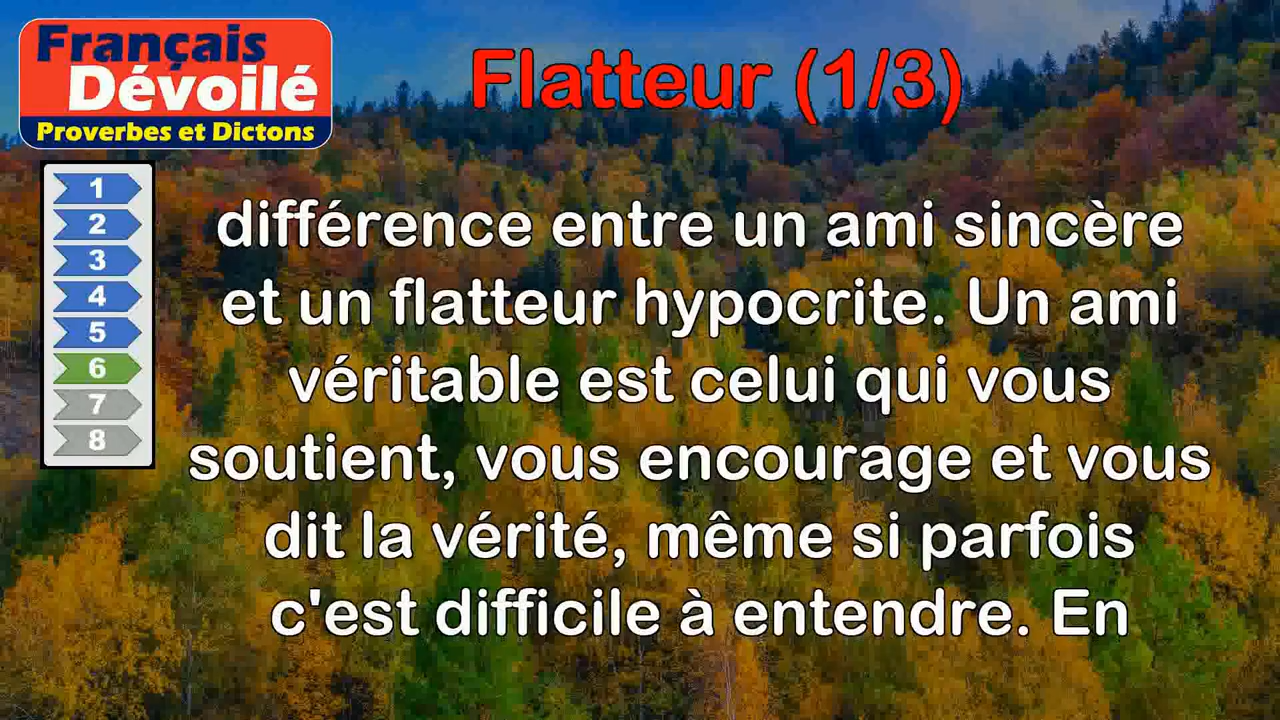 Français
Dévoilé
Proverbes et Dictons
Flatteur (1/3)
1
2
3
4
5
6
7
8
différence entre un ami sincère
et un flatteur hypocrite. Un ami
véritable est celui qui vous
soutient, vous encourage et vous
dit la vérité, même si parfois
c'est difficile à entendre. En